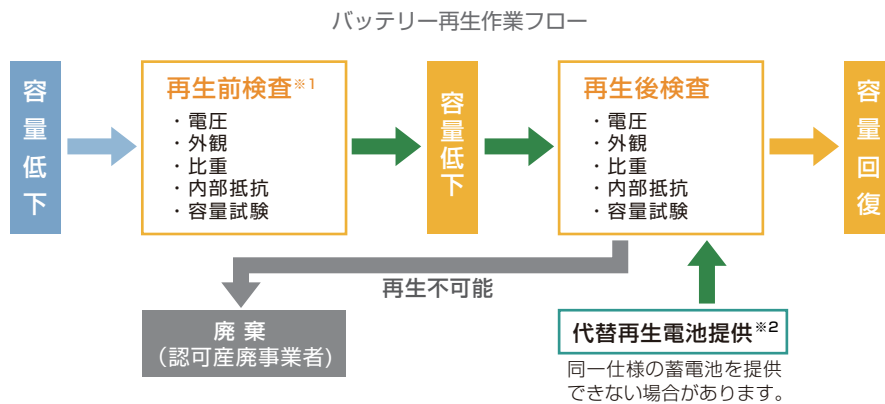 バッテリー再生作業フロー
容量低下
再生前検査※1
・電圧
・外観
・比重
・内部抵抗
・容量試験
容量低下
再生後検査
・電圧
・外観
・比重
・内部抵抗
・容量試験
容量回復
再生不可能
廃 棄
（認可産廃事業者)
代替再生電池提供※2
同一仕様の蓄電池を提供
できない場合があります。